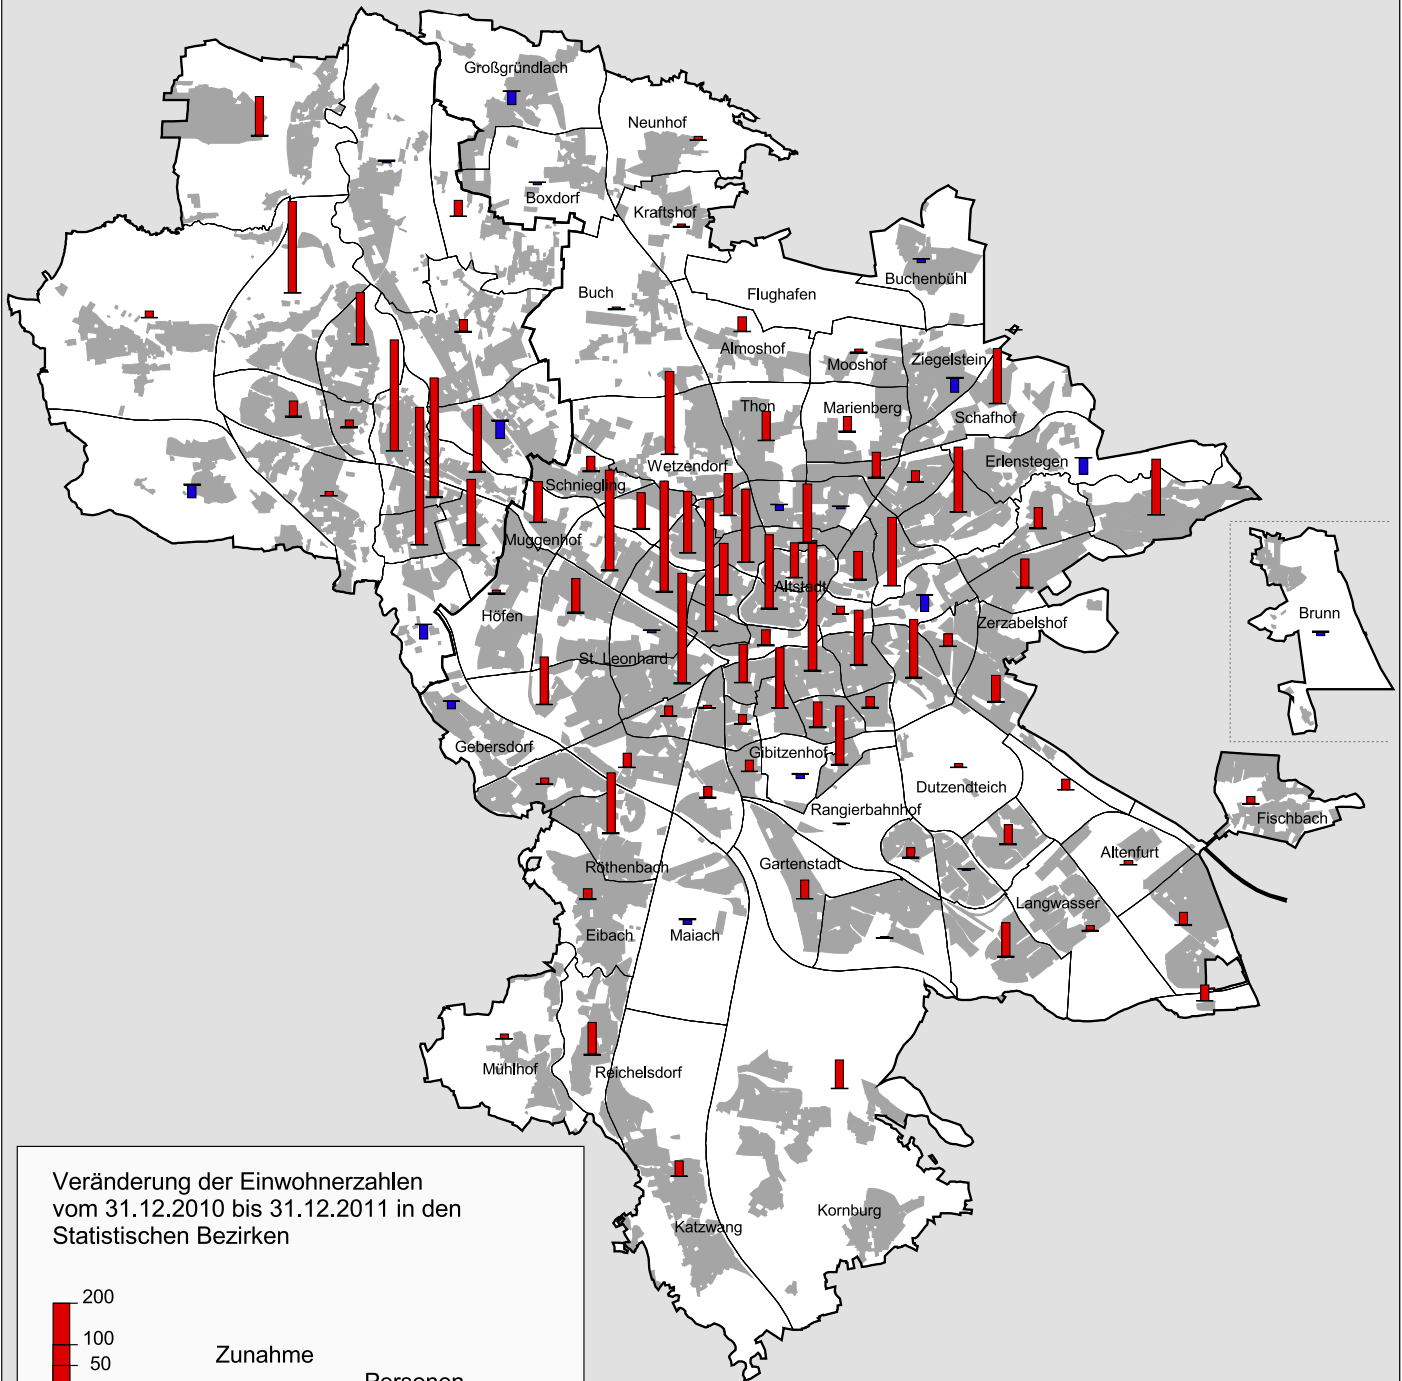 Großgründlach
Neunhof
Boxdorf
Kraftshof
Buchenbühl
Buch
Flughafen
Almoshof
Mooshof
Ziegelstein
Thon
Marienberg
Schafhof
Wetzendorf
Erlenstegen
Schniegling
Muggenhof
Altstadt
Höfen
Zerzabelshof
Brunn
St. Leonhard
Gebersdorf
Gibitzenhof
Dutzendteich
Rangierbahnhof
Fischbach
Röthenbach
Gartenstadt
Altenfurt
Langwasser
Eibach
Maiach
Mühlhof
Reichelsdorf
Katzwang
Kornburg
Veränderung der Einwohnerzahlen
vom 31.12.2010 bis 31.12.2011 in den
Statistischen Bezirken
200
100
50
Zunahme
Personen